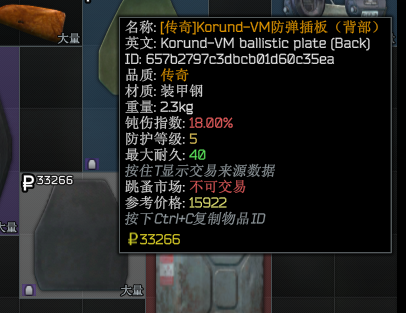 大量
名称: [传奇]Korund-VM防弹插板（背部）
英文: Korund-VM ballistic plate (Back)
ID: 657b2797c3dbcb01d60c35ea
品质: 传奇
材质: 装甲钢
重量: 2.3kg
钝伤指数: 18.00%
防护等级: 5
最大耐久: 40
按住T显示交易来源数据
跳蚤市场: 不可交易
参考价格: 15922
按下Ctrl+C复制物品ID
₽33266
₽33266
大量
大量